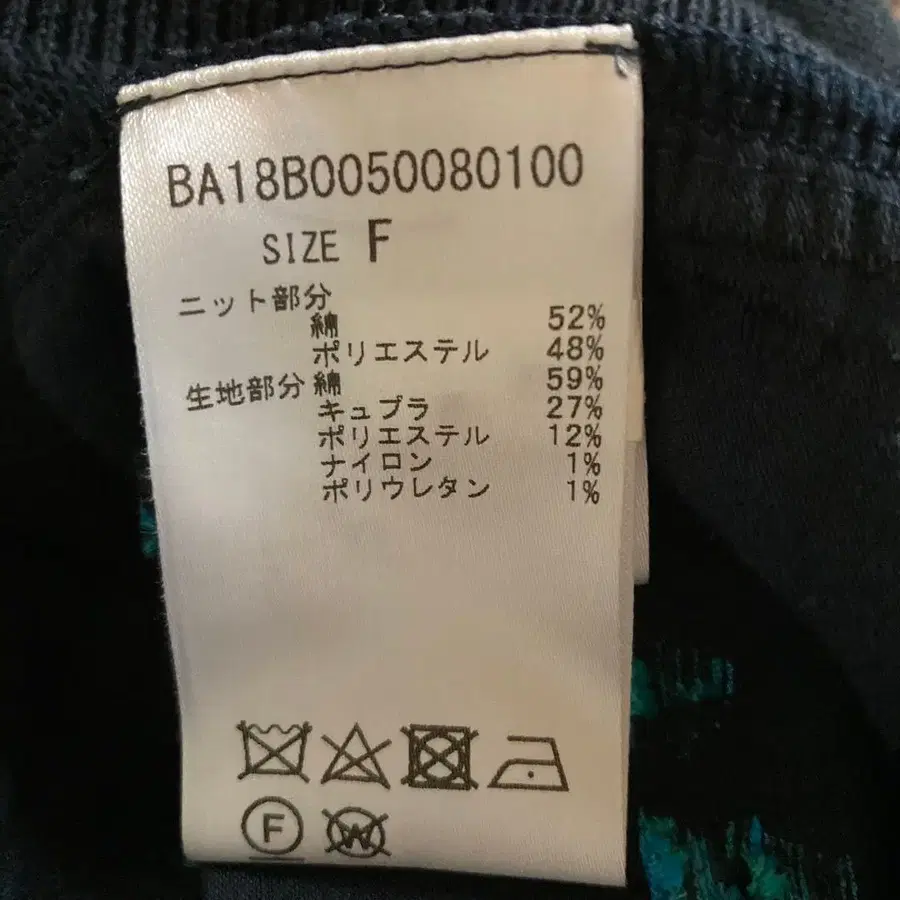 BA18B0050080100
SIZE F
ニット部分
綿 52%
ポリエステル 48%
生地部分 綿 59%
キュプラ 27%
ポリエステル 12%
ナイロン 1%
ポリウレタン 1%
F W